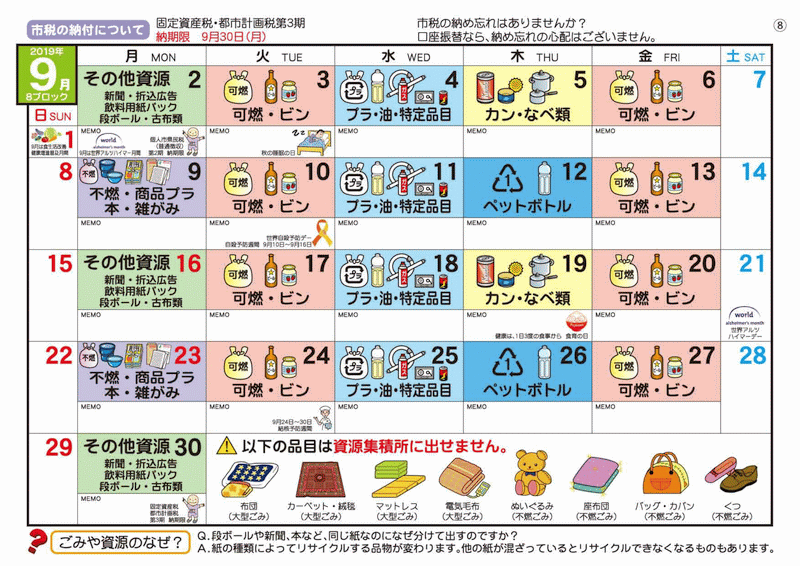 市税の納付について
固定資産税・都市計画税第3期
納期限 9月30日(月)
市税の納め忘れはありませんか?
口座振替なら、納め忘れの心配はございません。
⑧
2019年
9月
8ブロック
日 SUN
月 MON
火 TUE
水 WED
木 THU
金 FRI
土 SAT
1
9月は食生活改善
健康増進普及月間
その他資源 2
新聞・折込広告
飲料用紙パック
段ボール・古布類
MEMO
world
alzheimer's month
9月は世界アルツハイマー月間
個人市県民税
(普通徴収)
第2期 納期限
可燃 3
可燃・ビン
MEMO
秋の睡眠の日
プラ 4
プラ・油・特定品目
MEMO
5
カン・なべ類
MEMO
可燃 6
可燃・ビン
MEMO
7
8
不燃 9
不燃・商品プラ
本・雑がみ
MEMO
可燃 10
可燃・ビン
MEMO
世界自殺予防デー
自殺予防週間 9月10日~9月16日
プラ 11
プラ・油・特定品目
MEMO
1 12
ペットボトル
MEMO
可燃 13
可燃・ビン
MEMO
14
15
その他資源 16
新聞・折込広告
飲料用紙パック
段ボール・古布類
MEMO
可燃 17
可燃・ビン
MEMO
プラ 18
プラ・油・特定品目
MEMO
19
カン・なべ類
MEMO
健康は、1日3度の食事から 食育の日
可燃 20
可燃・ビン
MEMO
21
world
alzheimer's month
世界アルツ
ハイマーデー
22
不燃 23
不燃・商品プラ
本・雑がみ
MEMO
可燃 24
可燃・ビン
MEMO
9月24日~30日
結核予防週間
プラ 25
プラ・油・特定品目
MEMO
1 26
ペットボトル
MEMO
可燃 27
可燃・ビン
MEMO
28
29
その他資源 30
新聞・折込広告
飲料用紙パック
段ボール・古布類
MEMO
固定資産税
都市計画税
第3期 納期限
以下の品目は資源集積所に出せません。
布団
(大型ごみ)
カーペット・絨毯
(大型ごみ)
マットレス
(大型ごみ)
電気毛布
(大型ごみ)
ぬいぐるみ
(不燃ごみ)
座布団
(不燃ごみ)
バッグ・カバン
(不燃ごみ)
くつ
(不燃ごみ)
ごみや資源のなぜ?
Q.段ボールや新聞、本など、同じ紙なのになぜ分けて出すのですか?
A.紙の種類によってリサイクルする品物が変わります。他の紙が混ざっているとリサイクルできなくなるものもあります。